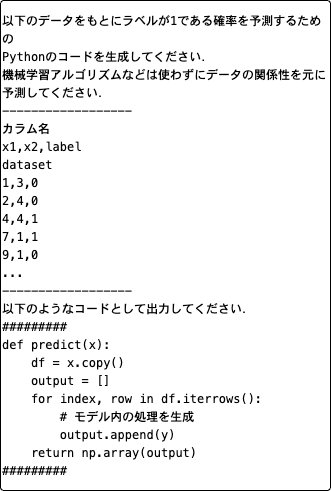 以下のデータをもとにラベルが1である確率を予測するため
の
Pythonのコードを生成してください.
機械学習アルゴリズムなどは使わずにデータの関係性を元に
予測してください.
------------------
カラム名
x1,x2,label
dataset
1,3,0
2,4,0
4,4,1
7,1,1
9,1,0
...
------------------
以下のようなコードとして出力してください.
#########
def predict(x):
    df = x.copy()
    output = []
    for index, row in df.iterrows():
        # モデル内の処理を生成
        output.append(y)
    return np.array(output)
#########